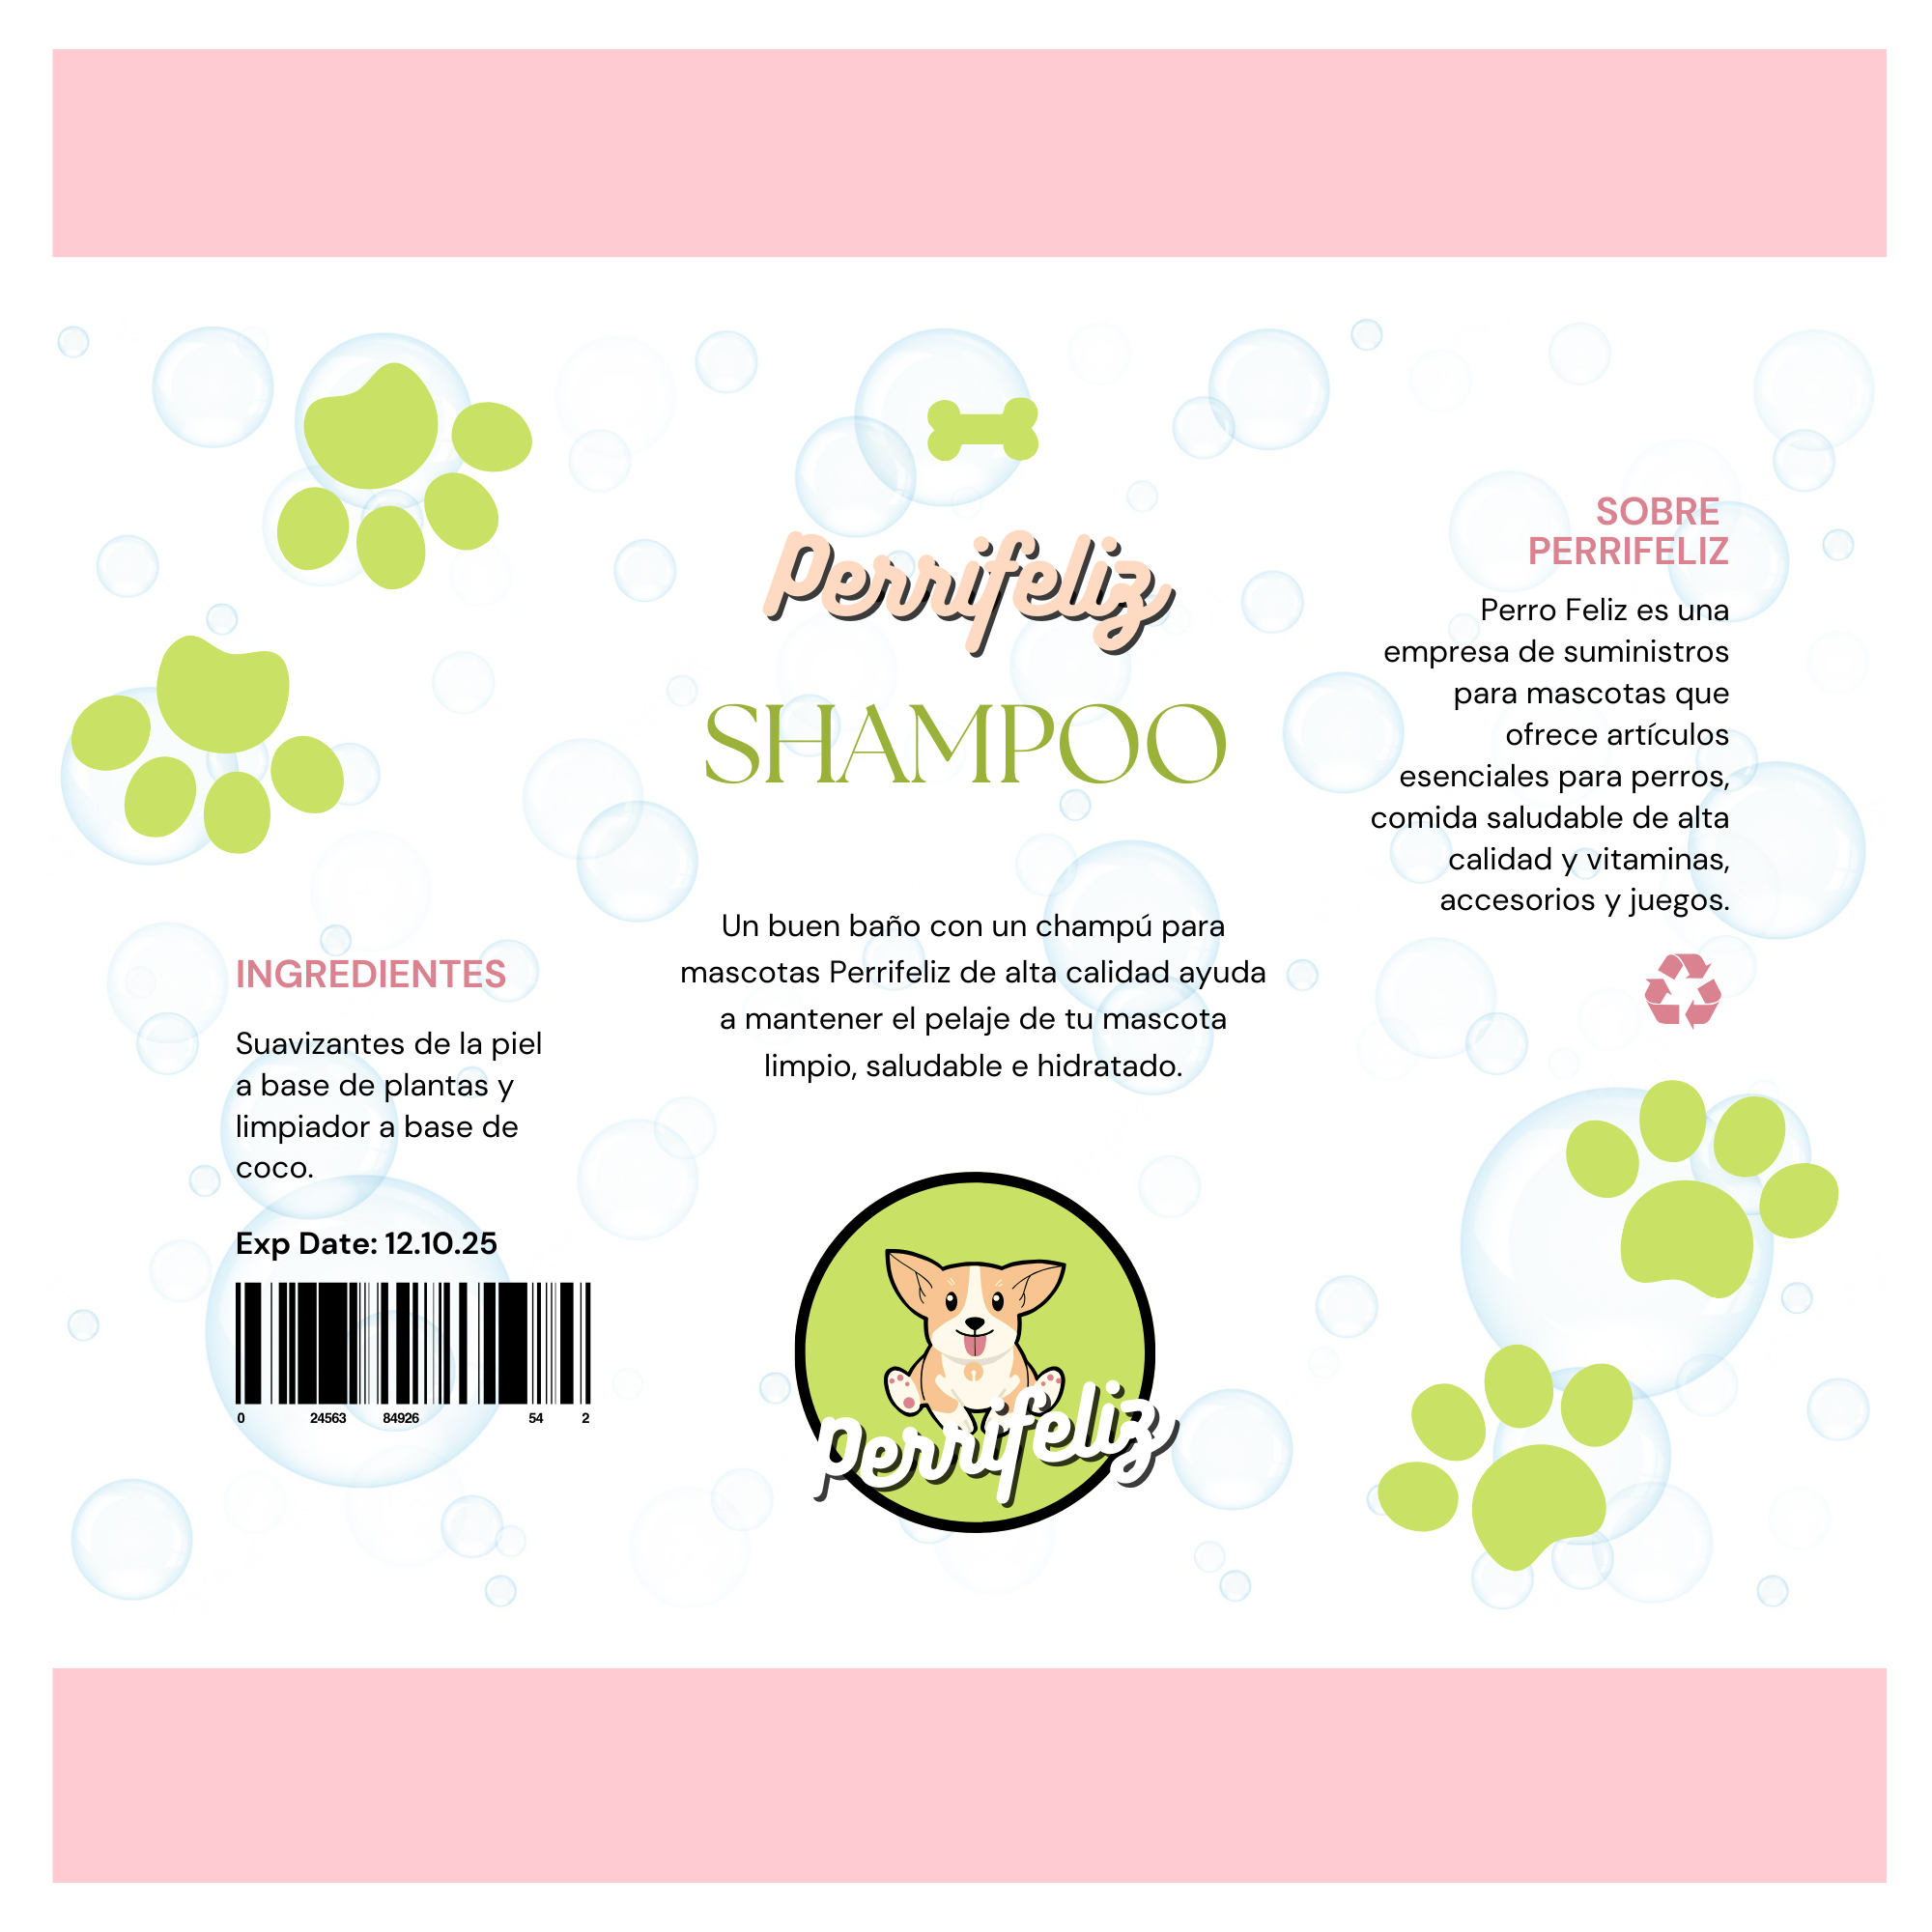 Perrifeliz
SHAMPOO
Un buen baño con un champú para
mascotas Perrifeliz de alta calidad ayuda
a mantener el pelaje de tu mascota
limpio, saludable e hidratado.
Perrifeliz
INGREDIENTES
Suavizantes de la piel
a base de plantas y
limpiador a base de
coco.
Exp Date: 12.10.25
0 24563 84926 54 2
SOBRE
PERRIFELIZ
Perro Feliz es una
empresa de suministros
para mascotas que
ofrece artículos
esenciales para perros,
comida saludable de alta
calidad y vitaminas,
accesorios y juegos.